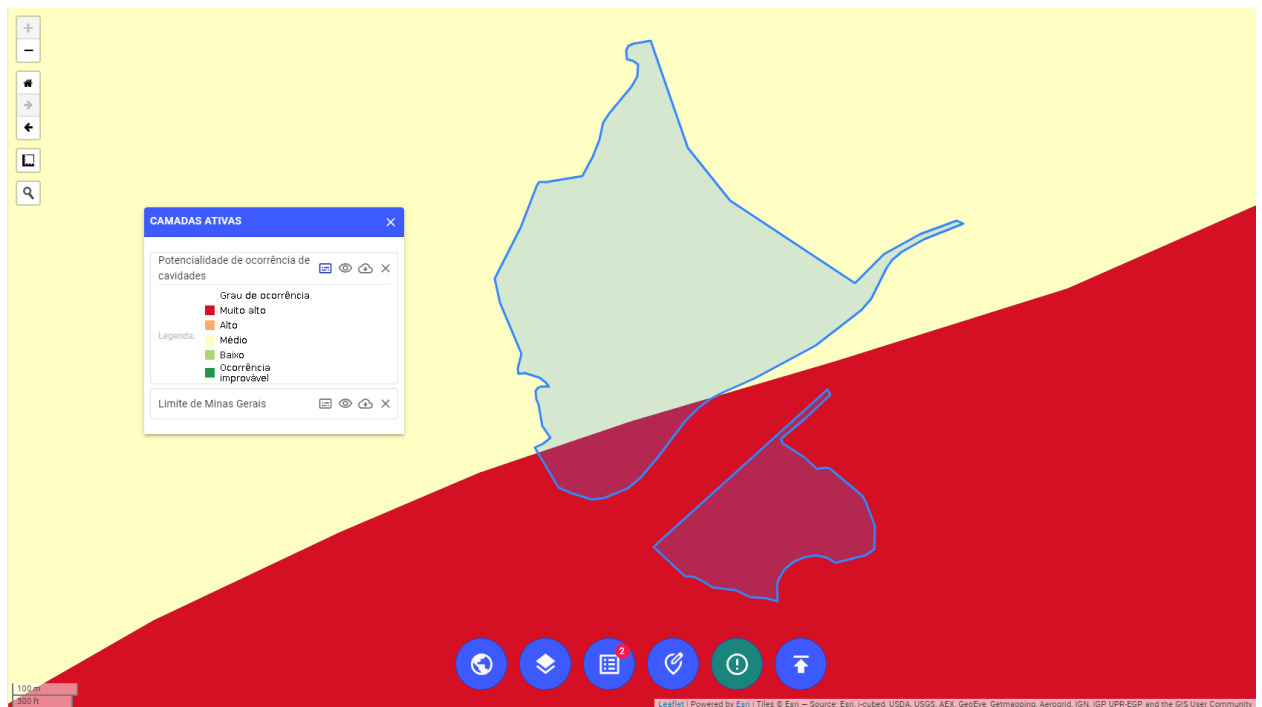 CAMADAS ATIVAS
Potencialidade de ocorrência de
cavidades
Grau de ocorrência
Muito alto
Alto
Legenda:
Médio
Baixo
Ocorrência
improvável
Limite de Minas Gerais
2
100 m
300 ft
Leaflet | Powered by Esri | Tiles © Esri — Source: Esri, i-cubed, USDA, USGS, AEX, GeoEye, Getmapping, Aerogrid, IGN, IGP, UPR-EGP, and the GIS User Community